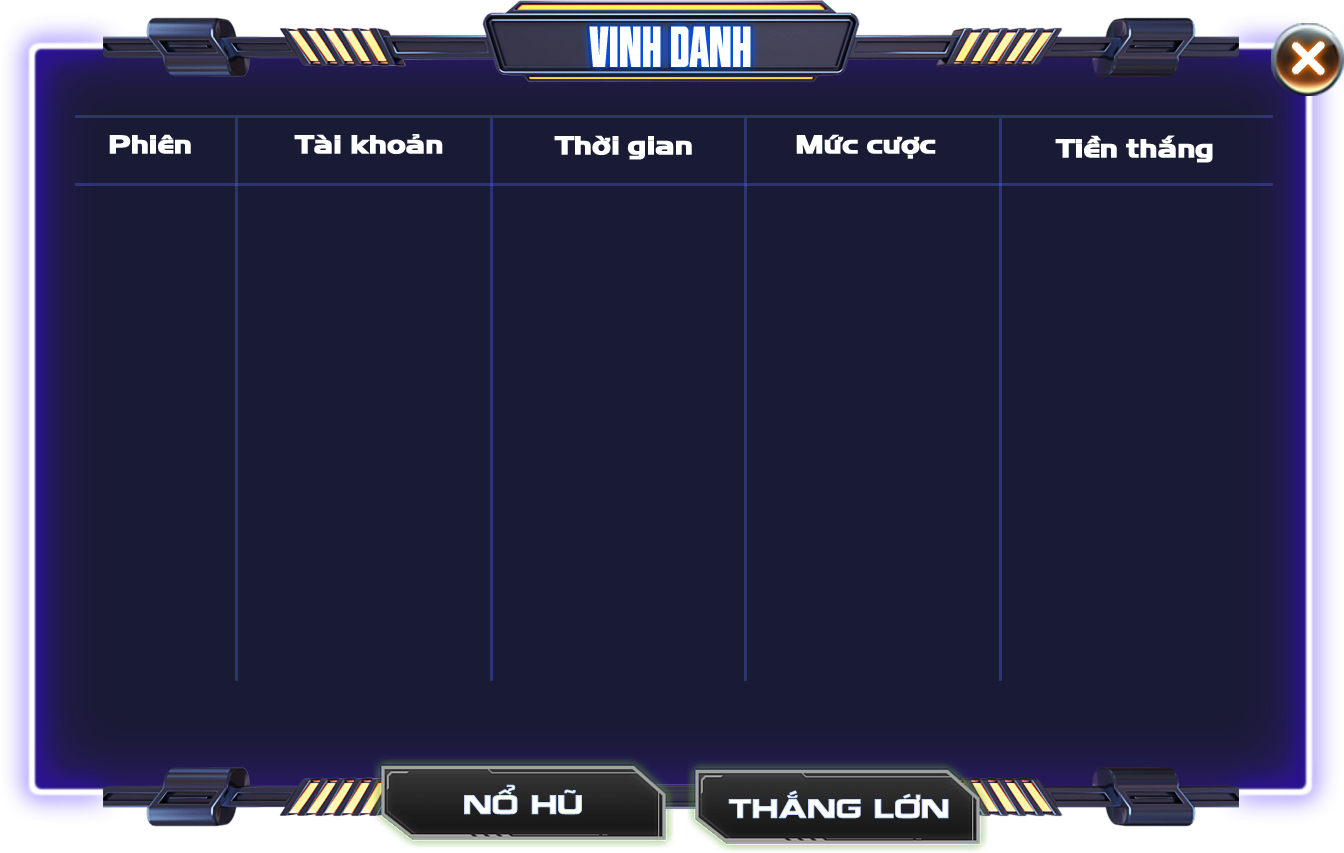 VINH DANH
Phiên
Tài khoản
Thời gian
Mức cược
Tiền thắng
NỔ HŨ
THẮNG LỚN